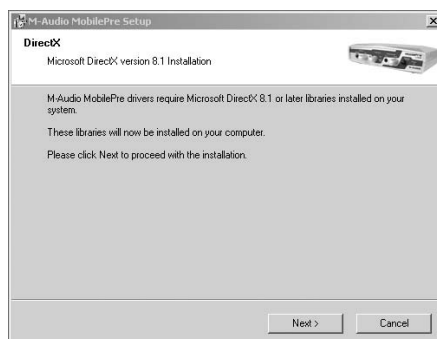 M-Audio MobilePre Setup
DirectX
Microsoft DirectX version 8.1 Installation
M-Audio MobilePre drivers require Microsoft DirectX 8.1 or later libraries installed on your
system.
These libraries will now be installed on your computer.
Please click Next to proceed with the installation.
Next >
Cancel